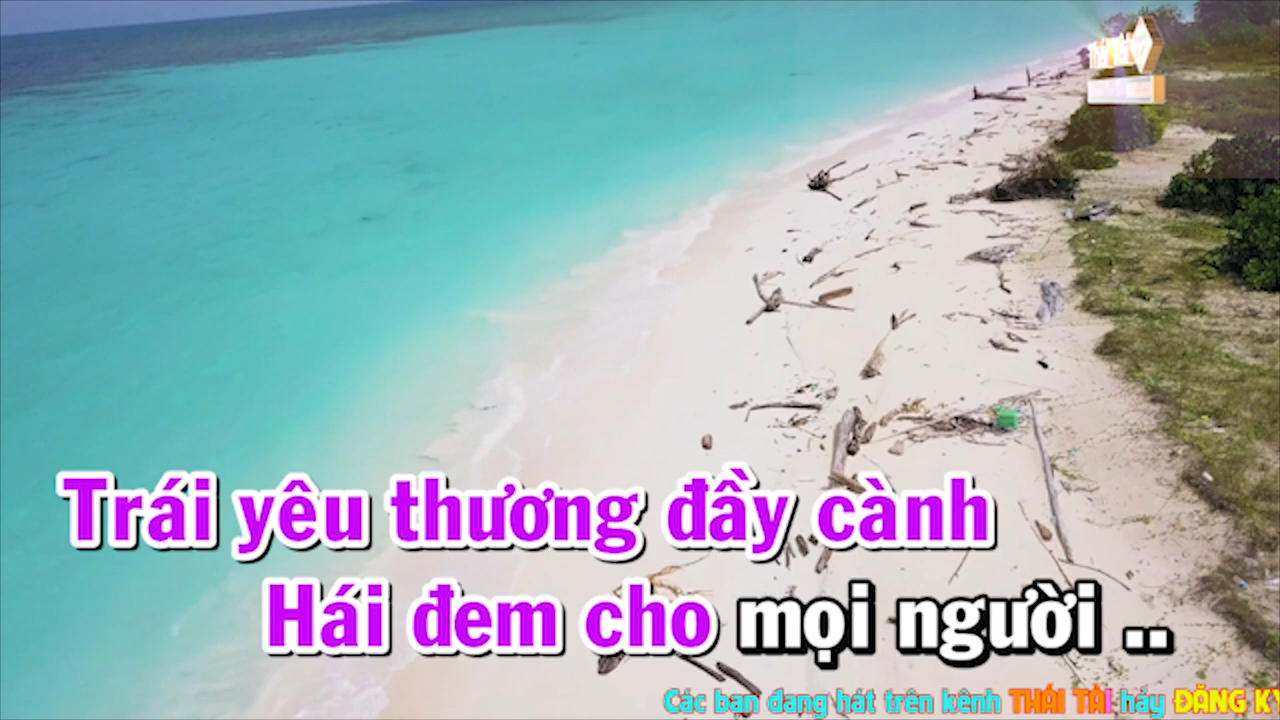 Trái yêu thương đầy cành
Hái đem cho mọi người ..
Các bạn đang hát trên kênh THÁI TÀI hãy ĐĂNG KÝ